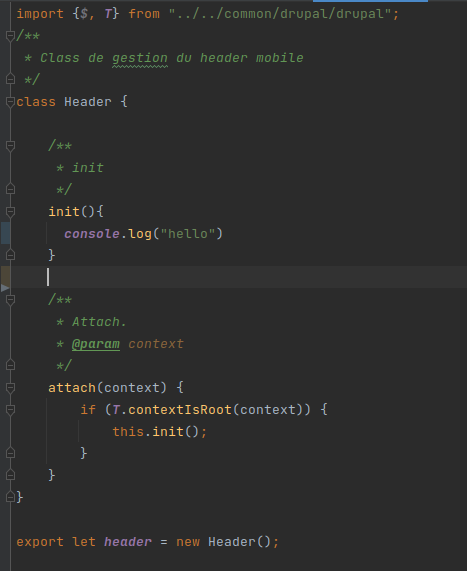 import {$, T} from "../../common/drupal/drupal";
/**
 * Class de gestion du header mobile
 */
class Header {
    /**
     * init
     */
    init(){
      console.log("hello")
    }
    /**
     * Attach.
     * @param context
     */
    attach(context) {
        if (T.contextIsRoot(context)) {
            this.init();
        }
    }
}
export let header = new Header();